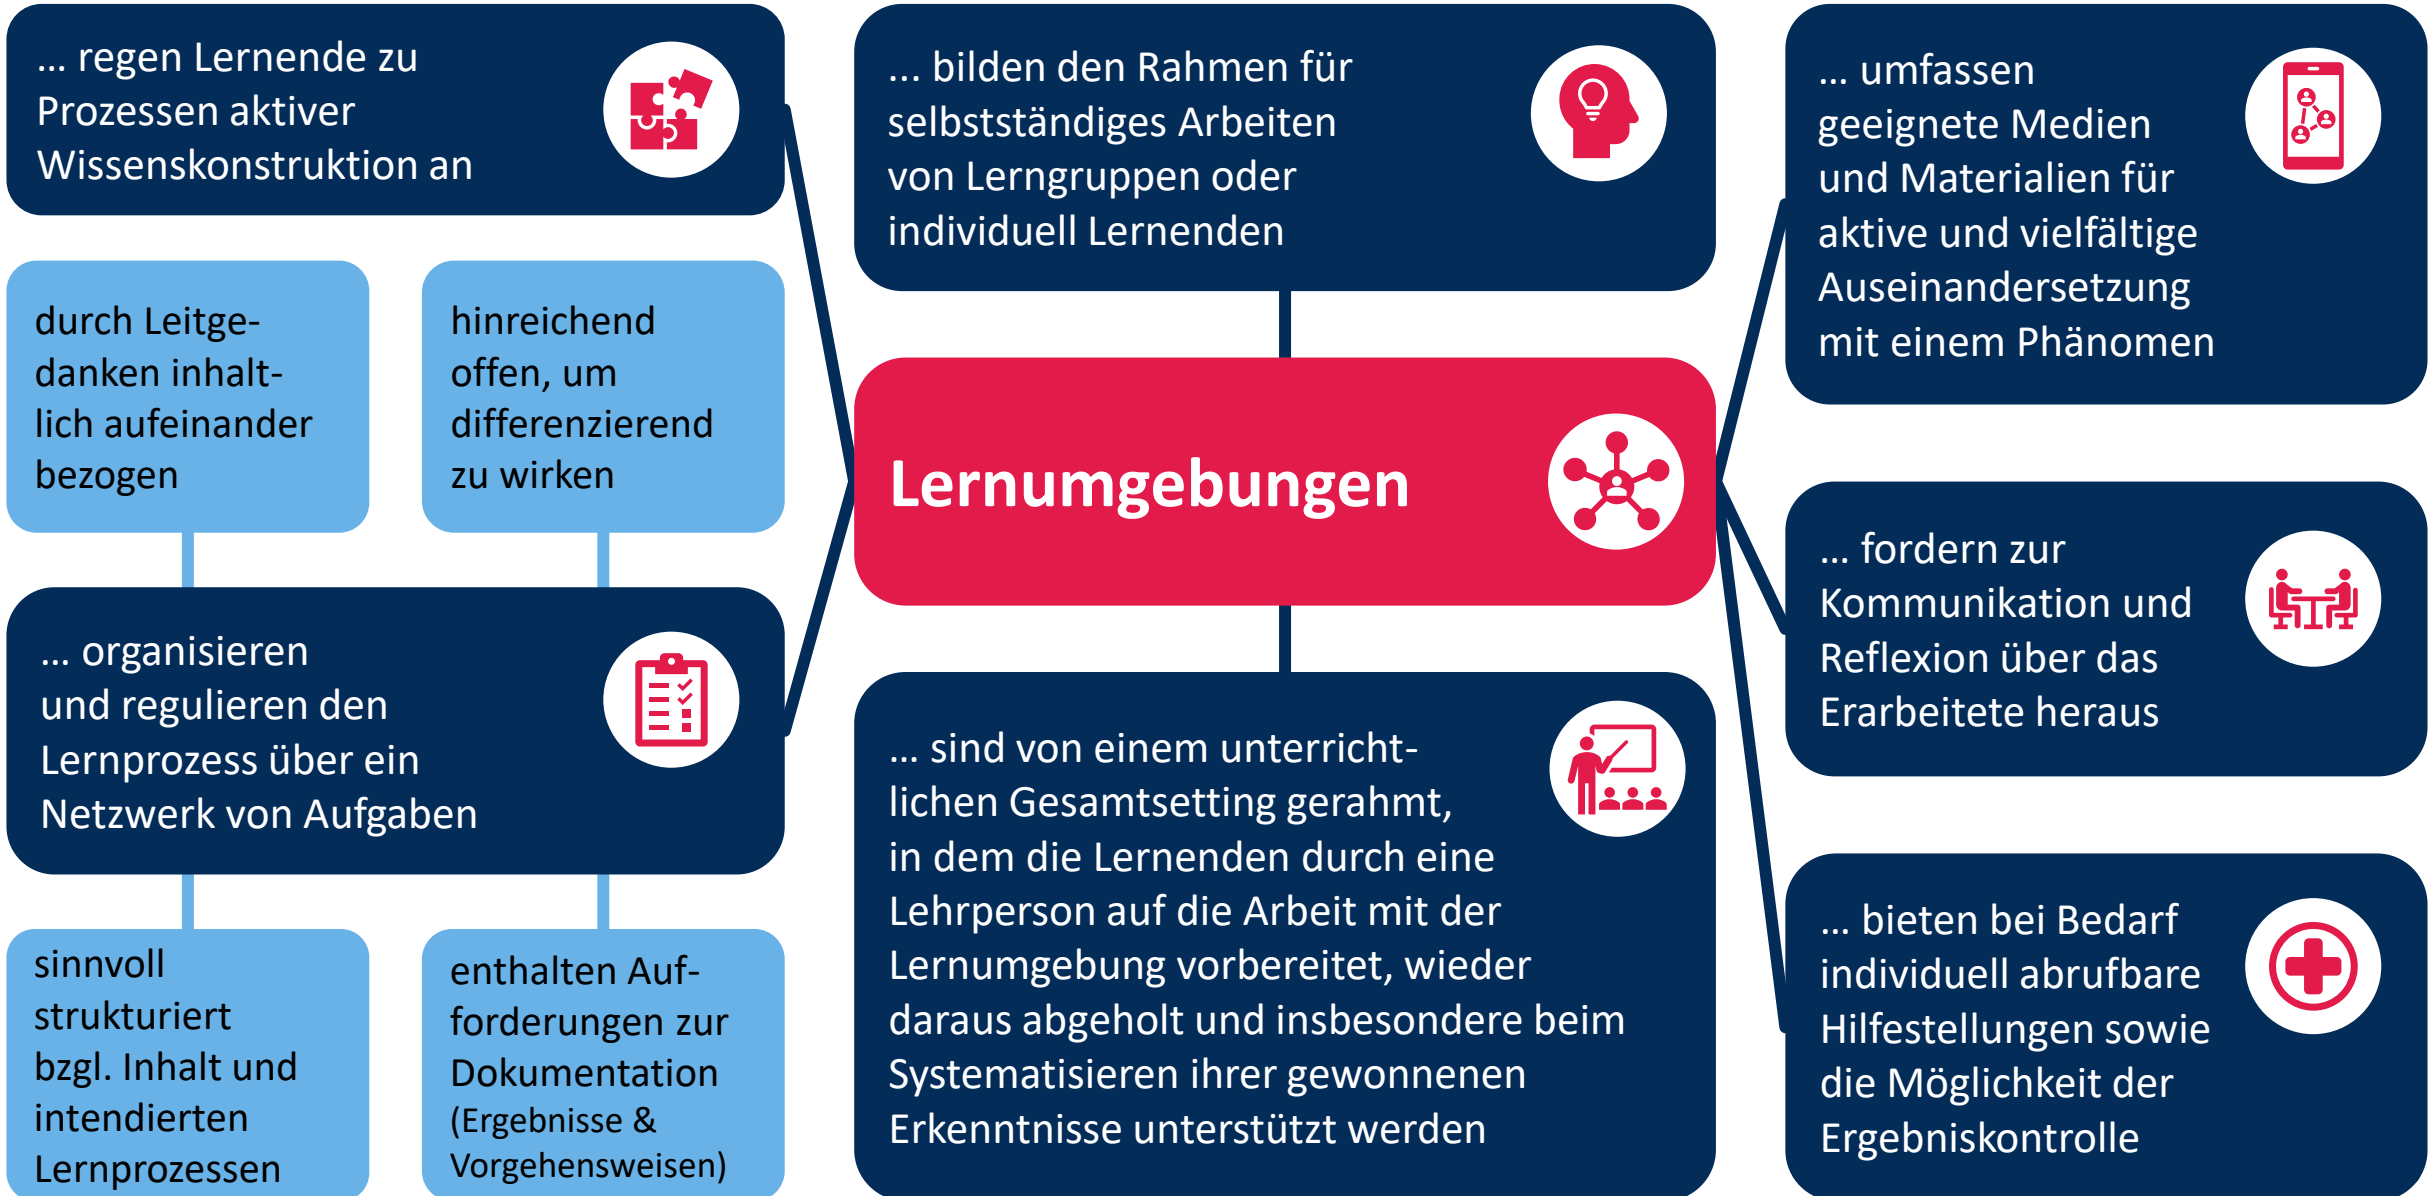 ... regen Lernende zu
Prozessen aktiver
Wissenskonstruktion an
durch Leitge-
danken inhalt-
lich aufeinander
bezogen
hinreichend
offen, um
differenzierend
zu wirken
... organisieren
und regulieren den
Lernprozess über ein
Netzwerk von Aufgaben
sinnvoll
strukturiert
bzgl. Inhalt und
intendierten
Lernprozessen
enthalten Auf-
forderungen zur
Dokumentation
(Ergebnisse &
Vorgehensweisen)
... bilden den Rahmen für
selbstständiges Arbeiten
von Lerngruppen oder
individuell Lernenden
Lernumgebungen
... sind von einem unterricht-
lichen Gesamtsetting gerahmt,
in dem die Lernenden durch eine
Lehrperson auf die Arbeit mit der
Lernumgebung vorbereitet, wieder
daraus abgeholt und insbesondere beim
Systematisieren ihrer gewonnenen
Erkenntnisse unterstützt werden
... umfassen
geeignete Medien
und Materialien für
aktive und vielfältige
Auseinandersetzung
mit einem Phänomen
... fordern zur
Kommunikation und
Reflexion über das
Erarbeitete heraus
... bieten bei Bedarf
individuell abrufbare
Hilfestellungen sowie
die Möglichkeit der
Ergebniskontrolle